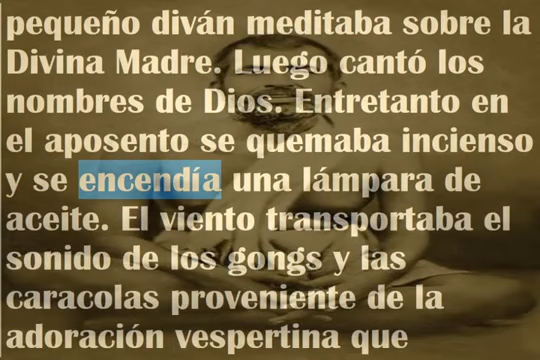 pequeño diván meditaba sobre la
Divina Madre. Luego cantó los
nombres de Dios. Entretanto en
el aposento se quemaba incienso
y se encendía una lámpara de
aceite. El viento transportaba el
sonido de los gongs y las
caracolas proveniente de la
adoración vespertina que